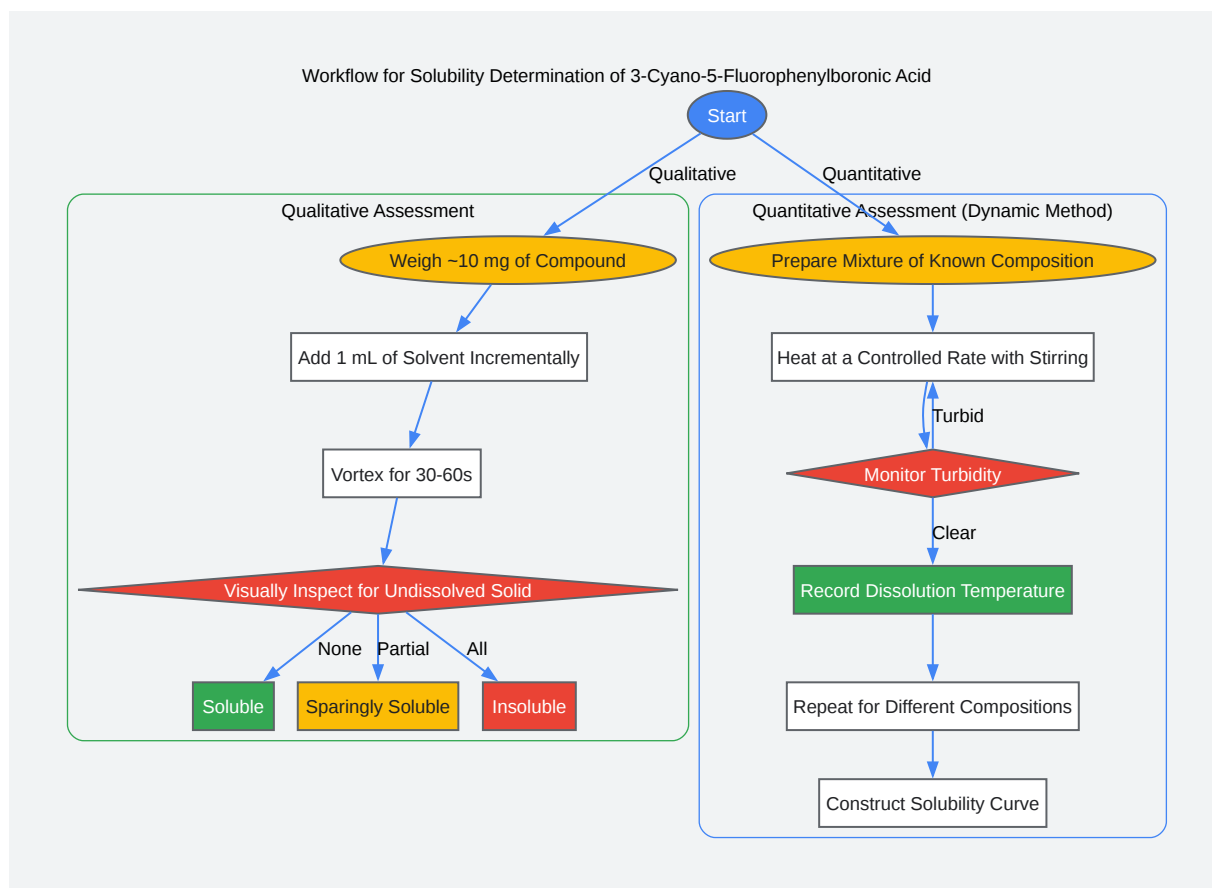 Workflow for Solubility Determination of 3-Cyano-5-Fluorophenylboronic Acid
Start
Qualitative
Quantitative
Qualitative Assessment
Weigh ~10 mg of Compound
Add 1 mL of Solvent Incrementally
Vortex for 30-60s
Visually Inspect for Undissolved Solid
None
Partial
All
Soluble
Sparingly Soluble
Insoluble
Quantitative Assessment (Dynamic Method)
Prepare Mixture of Known Composition
Heat at a Controlled Rate with Stirring
Turbid
Monitor Turbidity
Clear
Record Dissolution Temperature
Repeat for Different Compositions
Construct Solubility Curve